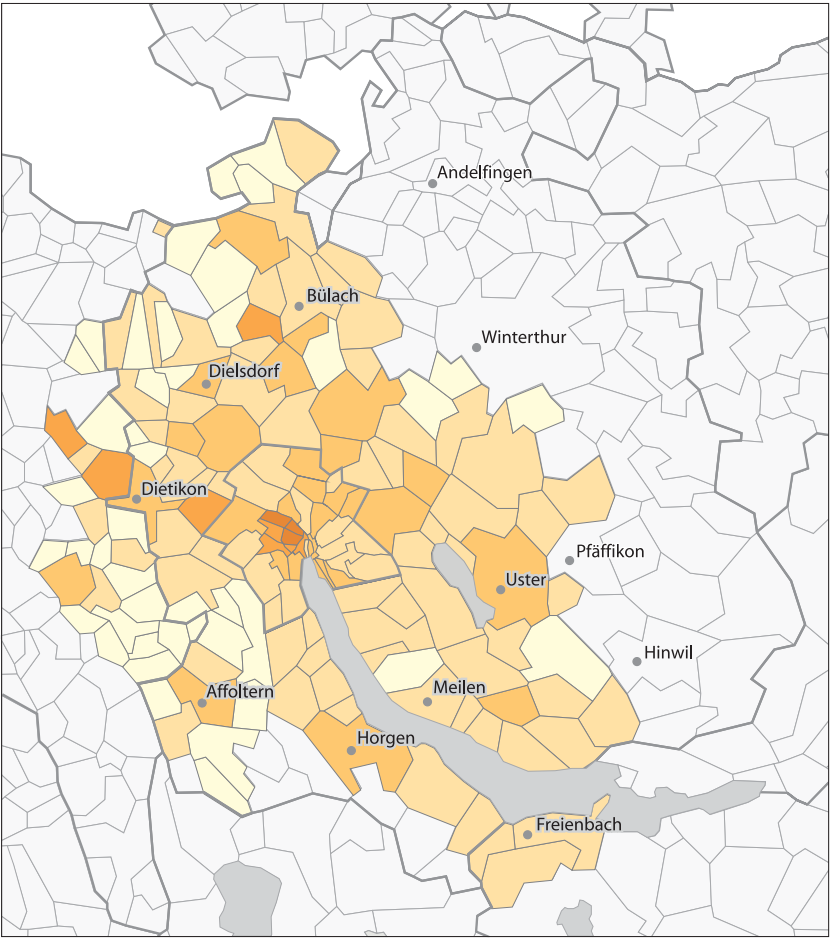 Andelfingen
Bülach
Winterthur
Dielsdorf
Dietikon
Pfäffikon
Uster
Hinwil
Affoltern
Meilen
Horgen
Freienbach